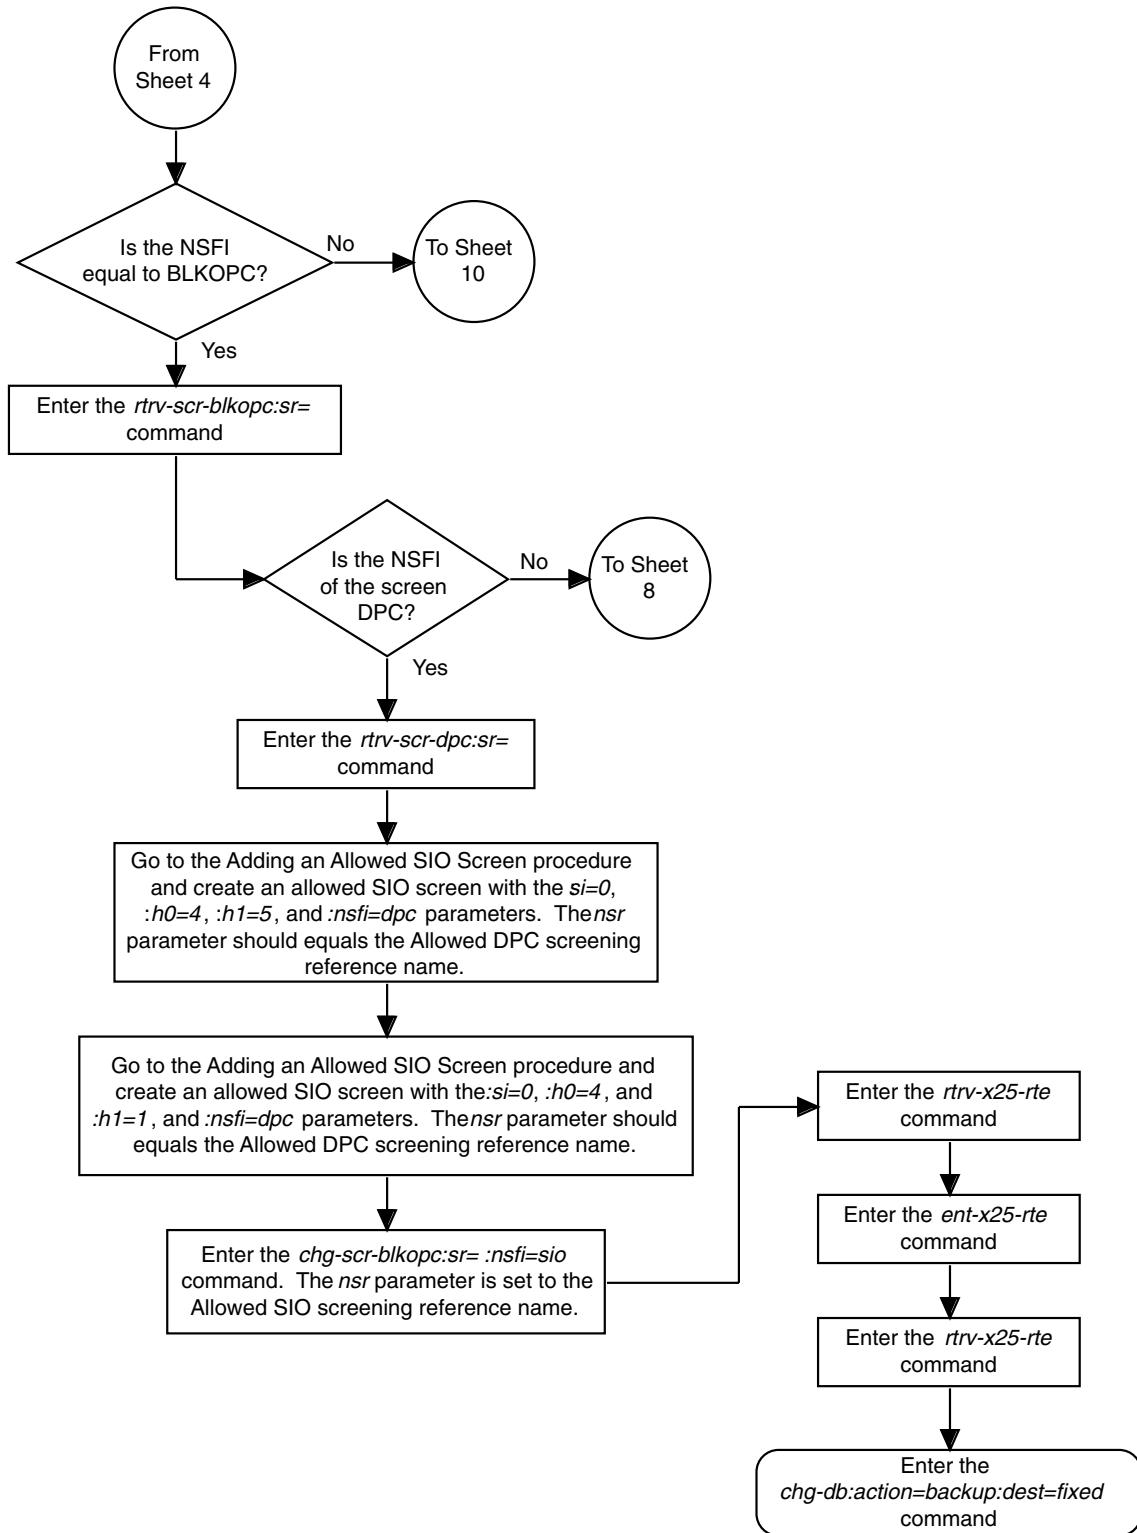 From
Sheet 4
Is the NSFI
equal to BLKOPC?
No
To Sheet
10
Yes
Enter the rtrv-scr-blkopc:sr=
command
Is the NSFI
of the screen
DPC?
No
To Sheet
8
Yes
Enter the rtrv-scr-dpc:sr=
command
Go to the Adding an Allowed SIO Screen procedure
and create an allowed SIO screen with the si=0,
:h0=4, :h1=5, and :nsfi=dpc parameters. The nsr
parameter should equals the Allowed DPC screening
reference name.
Go to the Adding an Allowed SIO Screen procedure and
create an allowed SIO screen with the:si=0, :h0=4, and
:h1=1, and :nsfi=dpc parameters. The nsr parameter should
equals the Allowed DPC screening reference name.
Enter the chg-scr-blkopc:sr= :nsfi=sio
command. The nsr parameter is set to the
Allowed SIO screening reference name.
Enter the rtrv-x25-rte
command
Enter the ent-x25-rte
command
Enter the rtrv-x25-rte
command
Enter the
chg-db:action=backup:dest=fixed
command